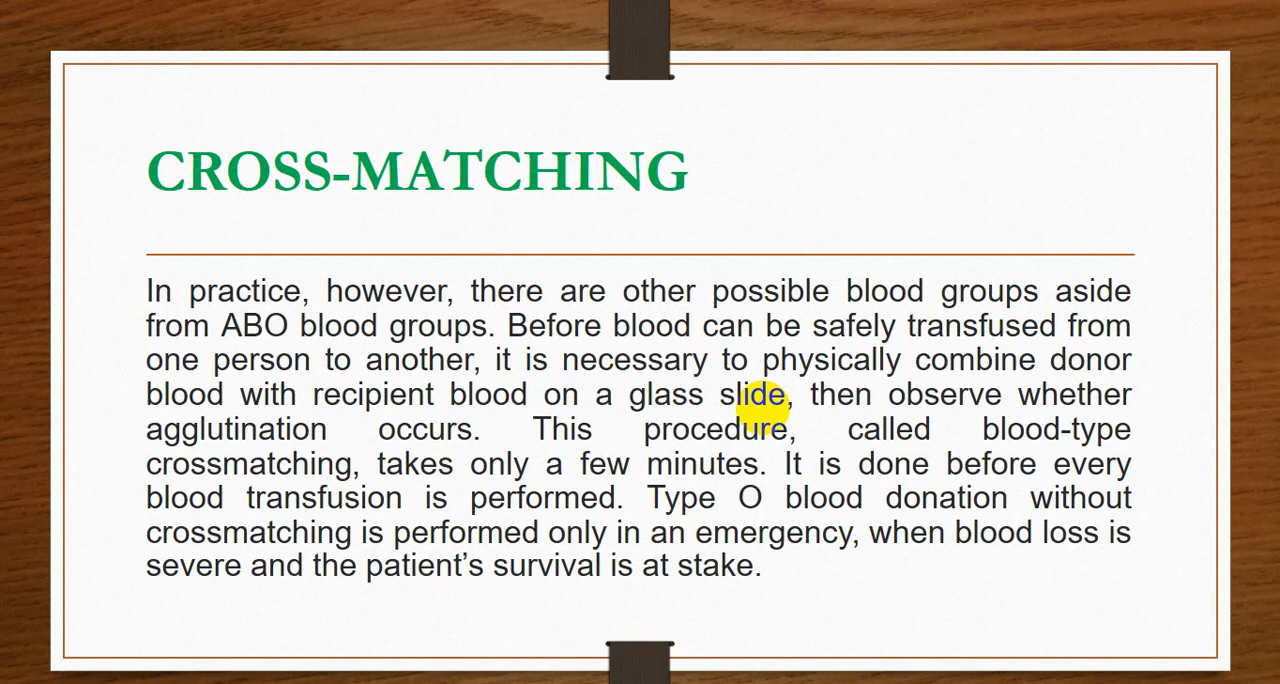 CROSS-MATCHING
In practice, however, there are other possible blood groups aside
from ABO blood groups. Before blood can be safely transfused from
one person to another, it is necessary to physically combine donor
blood with recipient blood on a glass slide, then observe whether
agglutination occurs. This procedure, called blood-type
crossmatching, takes only a few minutes. It is done before every
blood transfusion is performed. Type O blood donation without
crossmatching is performed only in an emergency, when blood loss is
severe and the patient’s survival is at stake.